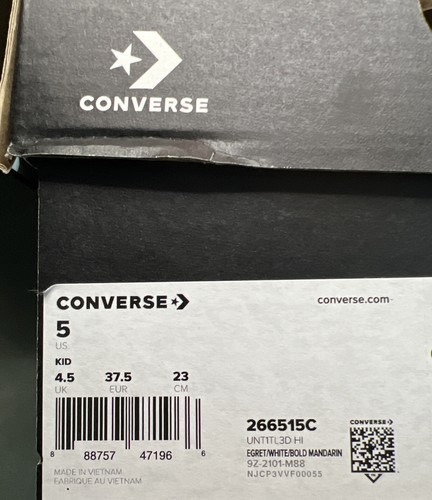 CONVERSE
CONVERSE
converse.com
5
US
KID
4.5 37.5 23
UK EUR CM
8 88757 47196 6
266515C
UNT1TL3D HI
EGRET/WHITE/BOLD MANDARIN
9Z-2101-M88
NJCP3VVF00055
CONVERSE
MADE IN VIETNAM
FABRIQUE AU VIETNAM